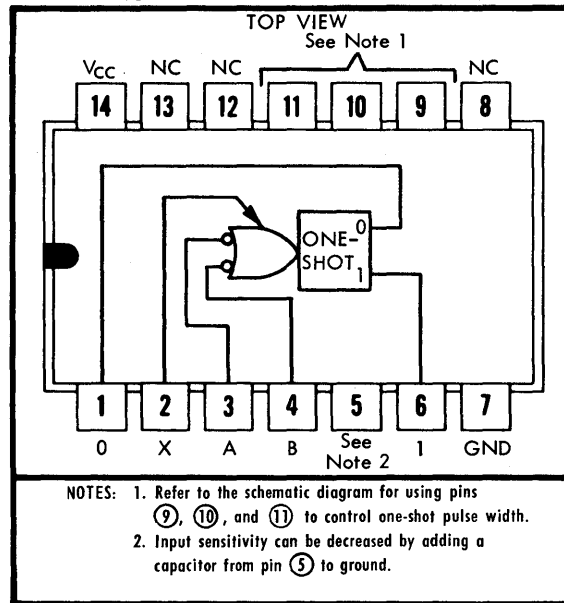 TOP VIEW
See Note 1
VCC NC NC NC
14 13 12 11 10 9 8
ONE-
SHOT
0
1
1 2 3 4 5 6 7
0 X A B See
Note 2 1 GND
NOTES: 1. Refer to the schematic diagram for using pins
9, 10, and 11 to control one-shot pulse width.
2. Input sensitivity can be decreased by adding a
capacitor from pin 5 to ground.